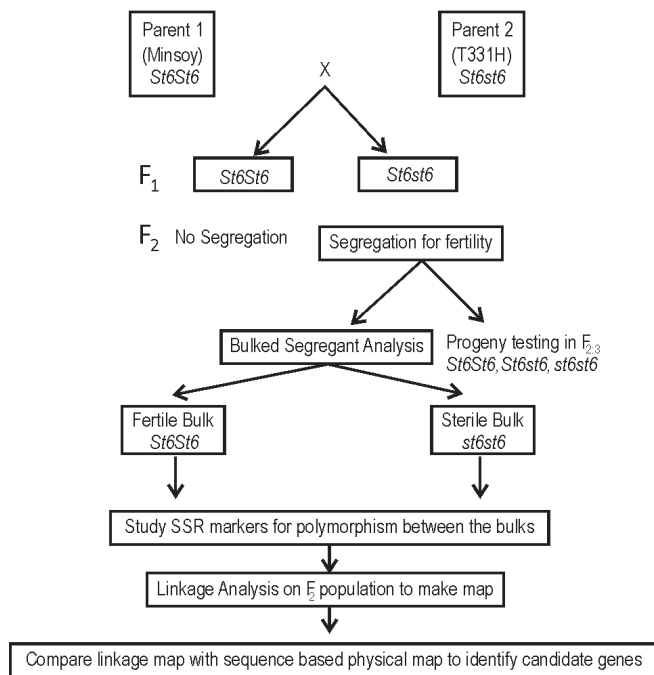 Parent 1
(Minsoy)
St6St6
Parent 2
(T331H)
St6st6
X
F1
St6St6
St6st6
F2
No Segregation
Segregation for fertility
Bulked Segregant Analysis
Progeny testing in F2:3
St6St6, St6st6, st6st6
Fertile Bulk
St6St6
Sterile Bulk
st6st6
Study SSR markers for polymorphism between the bulks
Linkage Analysis on F2 population to make map
Compare linkage map with sequence based physical map to identify candidate genes